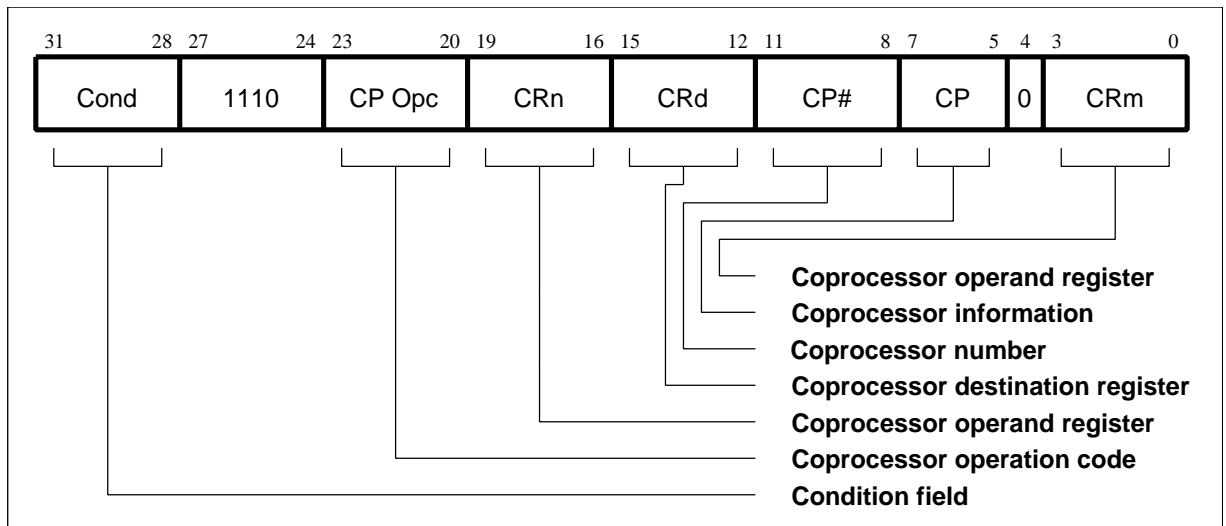 31 28 27 24 23 20 19 16 15 12 11 8 7 5 4 3 0
Cond 1110 CP Opc CRn CRd CP# CP 0 CRm
Coprocessor operand register
Coprocessor information
Coprocessor number
Coprocessor destination register
Coprocessor operand register
Coprocessor operation code
Condition field